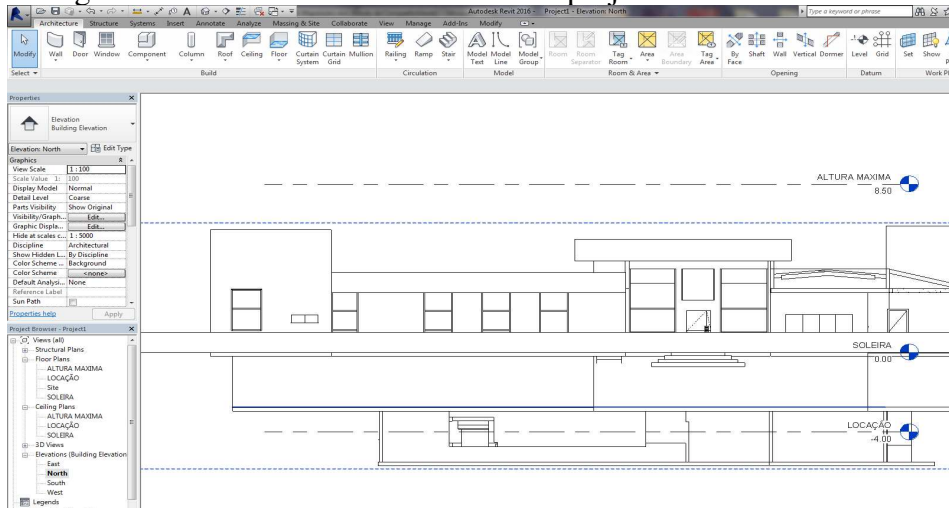 Autodesk Revit 2016 - Project1 - Elevation: North
Type a keyword or phrase
Architecture Structure Systems Insert Annotate Analyze Massing & Site Collaborate View Manage Add-Ins Modify
Modify Wall Door Window Component Column Roof Ceiling Floor Curtain System Curtain Grid Mullion Railing Ramp Stair Model Text Model Line Model Group Room Room Separator Tag Room Area Area Boundary Tag Area By Face Shaft Wall Vertical Dormer Level Grid Set Show
Select Build Circulation Model Room & Area Opening Datum Work Pl
Properties
Elevation
Building Elevation
Elevation: North Edit Type
Graphics
View Scale 1 : 100
Scale Value 1: 100
Display Model Normal
Detail Level Coarse
Parts Visibility Show Original
Visibility/Graph... Edit...
Graphic Displa... Edit...
Hide at scales c... 1 : 5000
Discipline Architectural
Show Hidden L... By Discipline
Color Scheme ... Background
Color Scheme <none>
Default Analysi... None
Reference Label
Sun Path
Properties help Apply
Project Browser - Project1
Views (all)
Structural Plans
Floor Plans
ALTURA MAXIMA
LOCAÇÃO
Site
SOLEIRA
Ceiling Plans
ALTURA MAXIMA
LOCAÇÃO
SOLEIRA
3D Views
Elevations (Building Elevation
East
North
South
West
Legends
ALTURA MAXIMA
8.50
SOLEIRA
0.00
LOCAÇÃO
-4.00